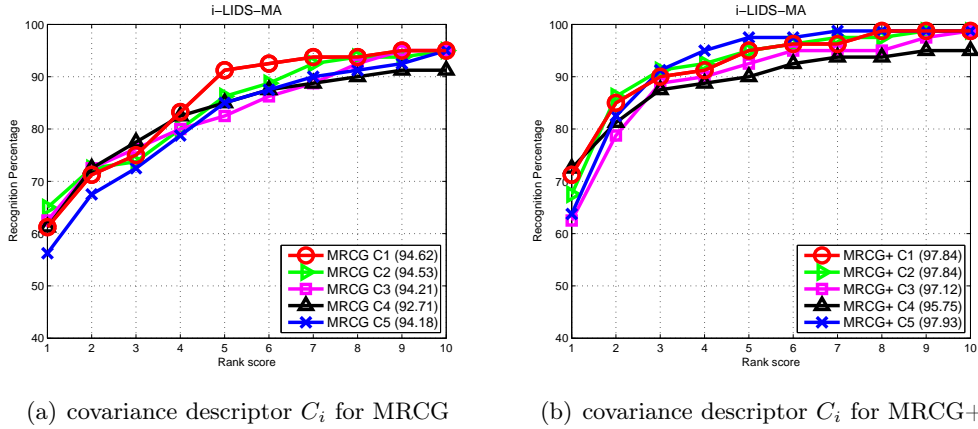 i−LIDS−MA
Recognition Percentage
100
90
80
70
60
50
40
MRCG C1 (94.62)
MRCG C2 (94.53)
MRCG C3 (94.21)
MRCG C4 (92.71)
MRCG C5 (94.18)
1 2 3 4 5 6 7 8 9 10
Rank score
(a) covariance descriptor Ci for MRCG
i−LIDS−MA
Recognition Percentage
100
90
80
70
60
50
40
MRCG+ C1 (97.84)
MRCG+ C2 (97.84)
MRCG+ C3 (97.12)
MRCG+ C4 (95.75)
MRCG+ C5 (97.93)
1 2 3 4 5 6 7 8 9 10
Rank score
(b) covariance descriptor Ci for MRCG+